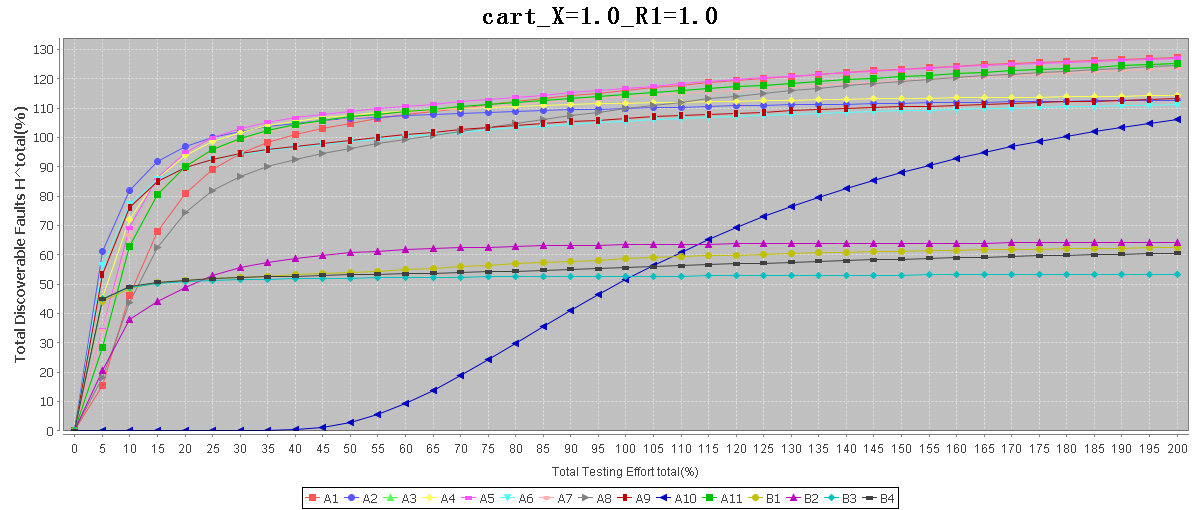 cart_X=1.0_R1=1.0
Total Discoverable Faults H^total(%)
130
120
110
100
90
80
70
60
50
40
30
20
10
0
0 5 10 15 20 25 30 35 40 45 50 55 60 65 70 75 80 85 90 95 100 105 110 115 120 125 130 135 140 145 150 155 160 165 170 175 180 185 190 195 200
Total Testing Effort total(%)
A1 A2 A3 A4 A5 A6 A7 A8 A9 A10 A11 B1 B2 B3 B4